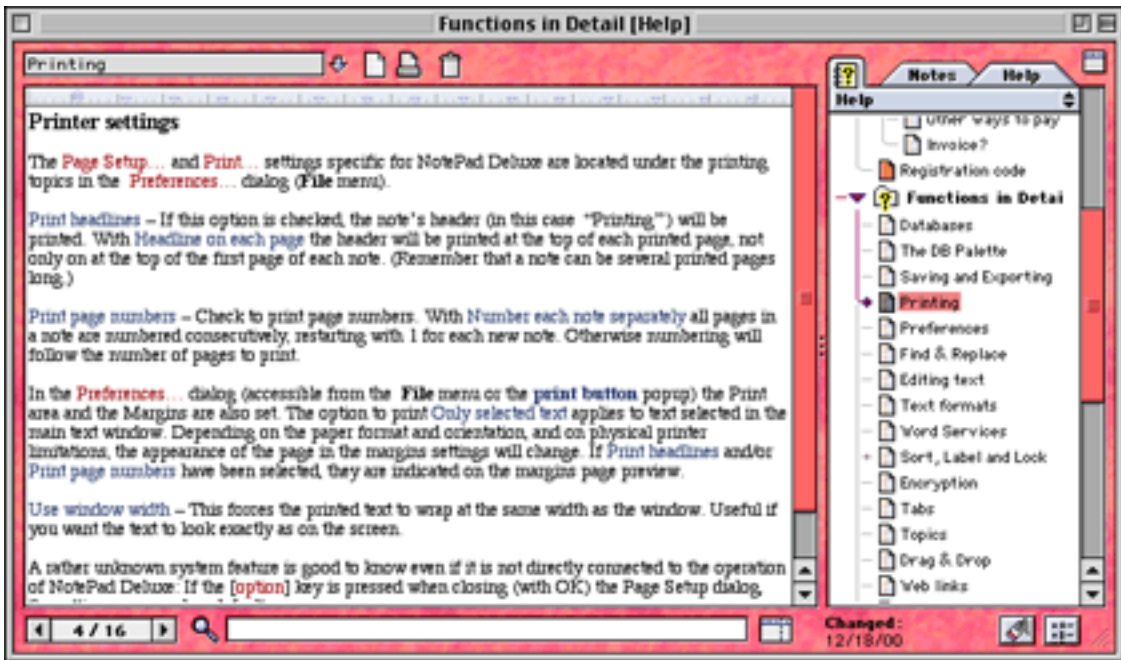 Functions in Detail [Help]
Printing
Printer settings
The Page Setup... and Print... settings specific for NotePad Deluxe are located under the printing
topics in the Preferences... dialog (File menu).
Print headlines – If this option is checked, the note's header (in this case "Printing") will be
printed. With Headline on each page the header will be printed at the top of each printed page, not
only on at the top of the first page of each note. (Remember that a note can be several printed pages
long.)
Print page numbers – Check to print page numbers. With Number each note separately all pages in
a note are numbered consecutively, restarting with 1 for each new note. Otherwise numbering will
follow the number of pages to print.
In the Preferences... dialog (accessible from the File menu or the print button popup) the Print
area and the Margins are also set. The option to print Only selected text applies to text selected in the
main text window. Depending on the paper format and orientation, and on physical printer
limitations, the appearance of the page in the margins settings will change. If Print headlines and/or
Print page numbers have been selected, they are indicated on the margins page preview.
Use window width – This forces the printed text to wrap at the same width as the window. Useful if
you want the text to look exactly as on the screen.
A rather unknown system feature is good to know even if it is not directly connected to the operation
of NotePad Deluxe: If the [option] key is pressed when closing (with OK) the Page Setup dialog,
4 / 16
Notes
Help
Help
Other ways to pay
Invoice?
Registration code
Functions in Detai
Databases
The DB Palette
Saving and Exporting
Printing
Preferences
Find & Replace
Editing text
Text formats
Word Services
Sort, Label and Lock
Encryption
Tabs
Topics
Drag & Drop
Web links
Changed:
12/18/00